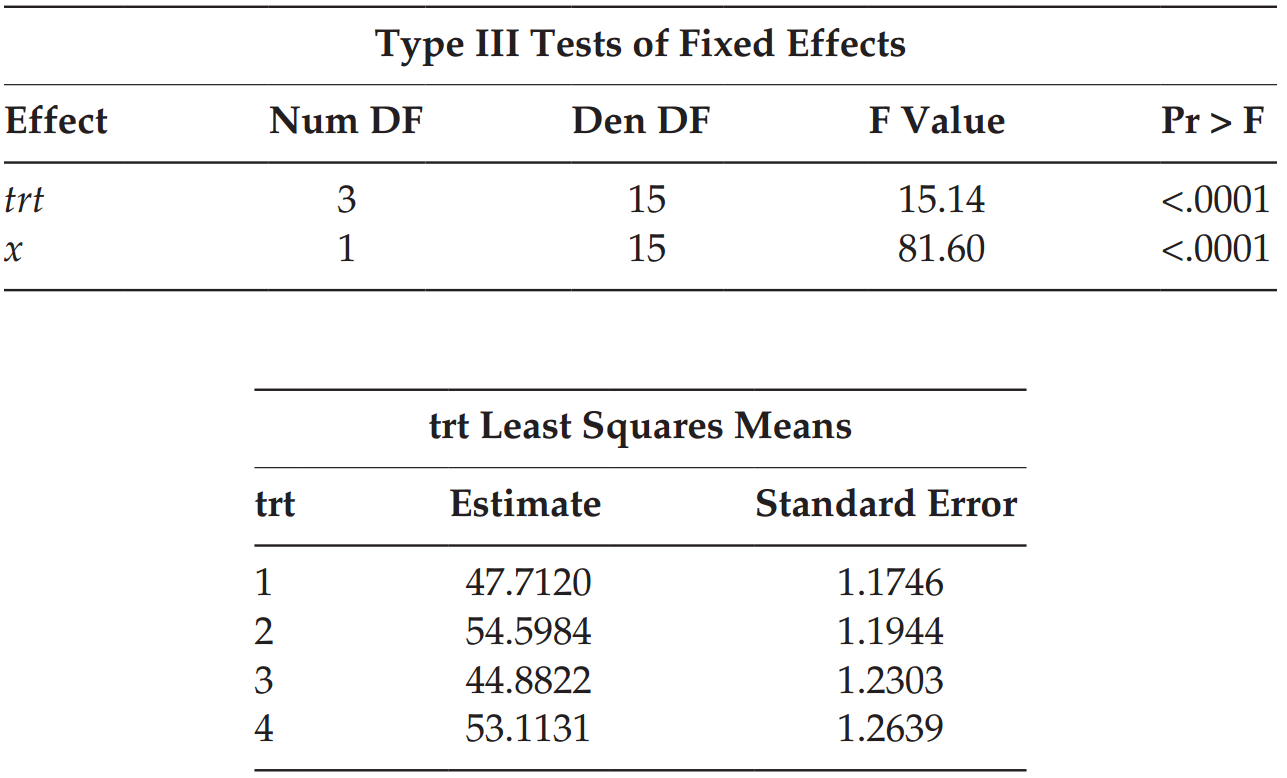 Type III Tests of Fixed Effects
Effect Num DF Den DF F Value Pr > F
trt 3 15 15.14 <.0001
x 1 15 81.60 <.0001
trt Least Squares Means
trt Estimate Standard Error
1 47.7120 1.1746
2 54.5984 1.1944
3 44.8822 1.2303
4 53.1131 1.2639